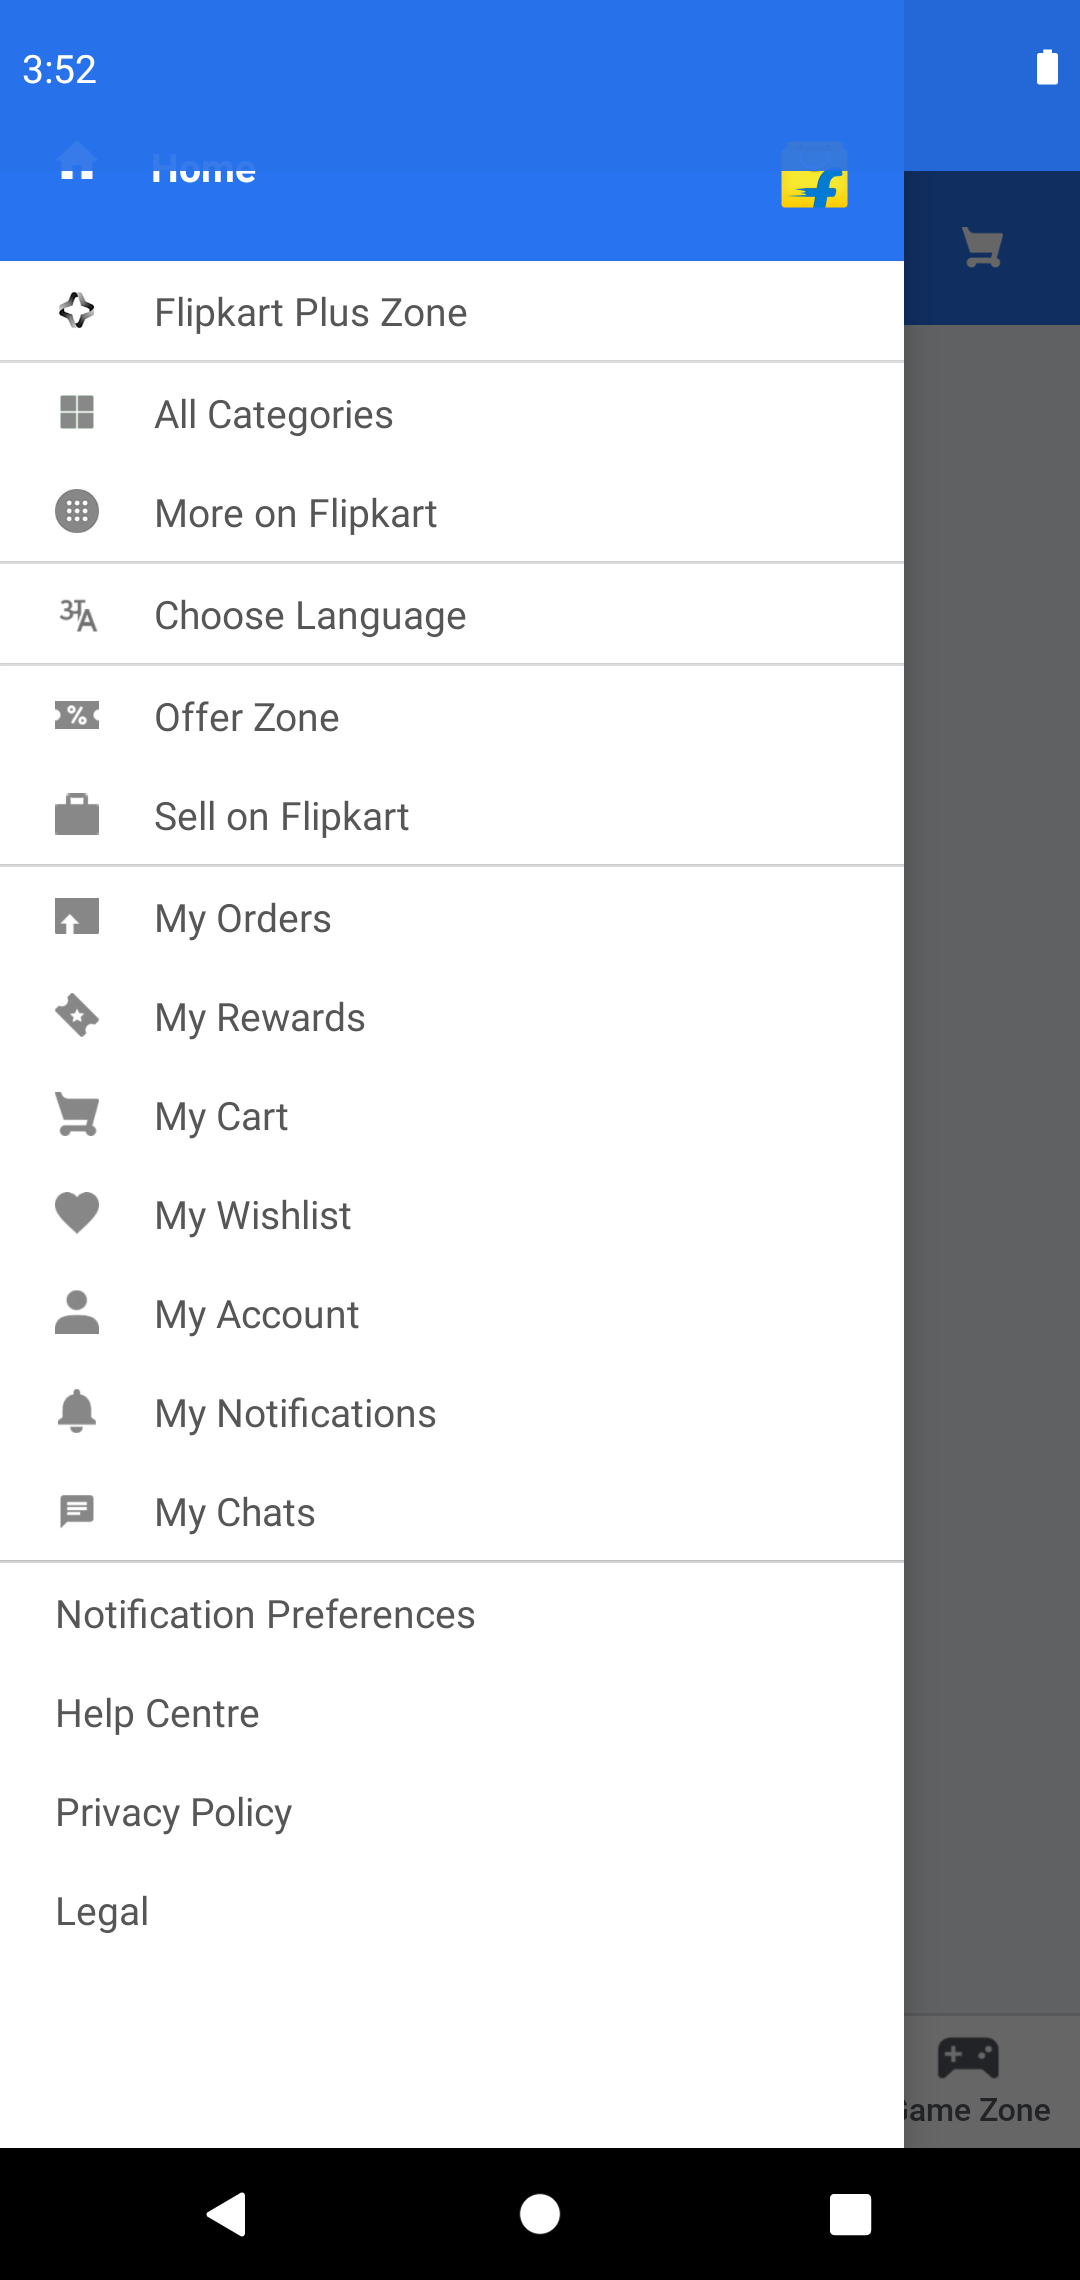 3:52
Home
Flipkart Plus Zone
All Categories
More on Flipkart
Choose Language
Offer Zone
Sell on Flipkart
My Orders
My Rewards
My Cart
My Wishlist
My Account
My Notifications
My Chats
Notification Preferences
Help Centre
Privacy Policy
Legal
Game Zone